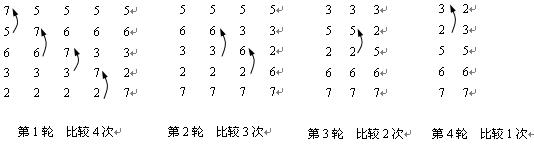 7 5 5 5 5 5 5 5 5 3 3 3 3 2
5 7 6 6 6 6 6 3 3 5 5 2 2 3
6 6 7 3 3 3 3 6 2 2 2 5 5 5
3 3 3 7 2 2 2 2 6 6 6 6 6 6
2 2 2 2 7 7 7 7 7 7 7 7 7 7
第1轮 比较4次 第2轮 比较3次 第3轮 比较2次 第4轮 比较1次